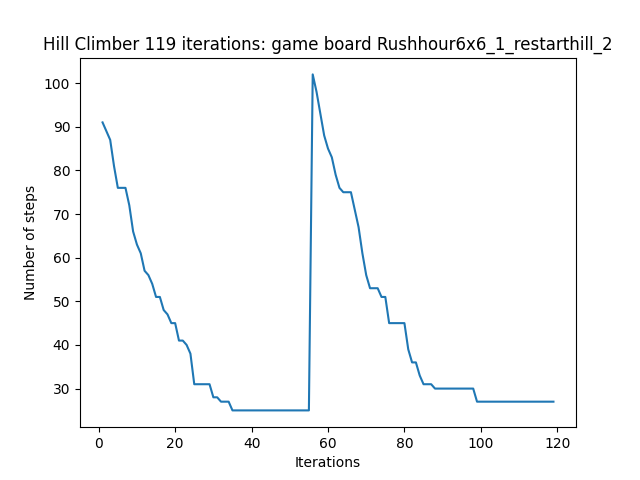 Hill Climber 119 iterations: game board Rushhour6x6_1_restarthill_2
Number of steps
100
90
80
70
60
50
40
30
0 20 40 60 80 100 120
Iterations